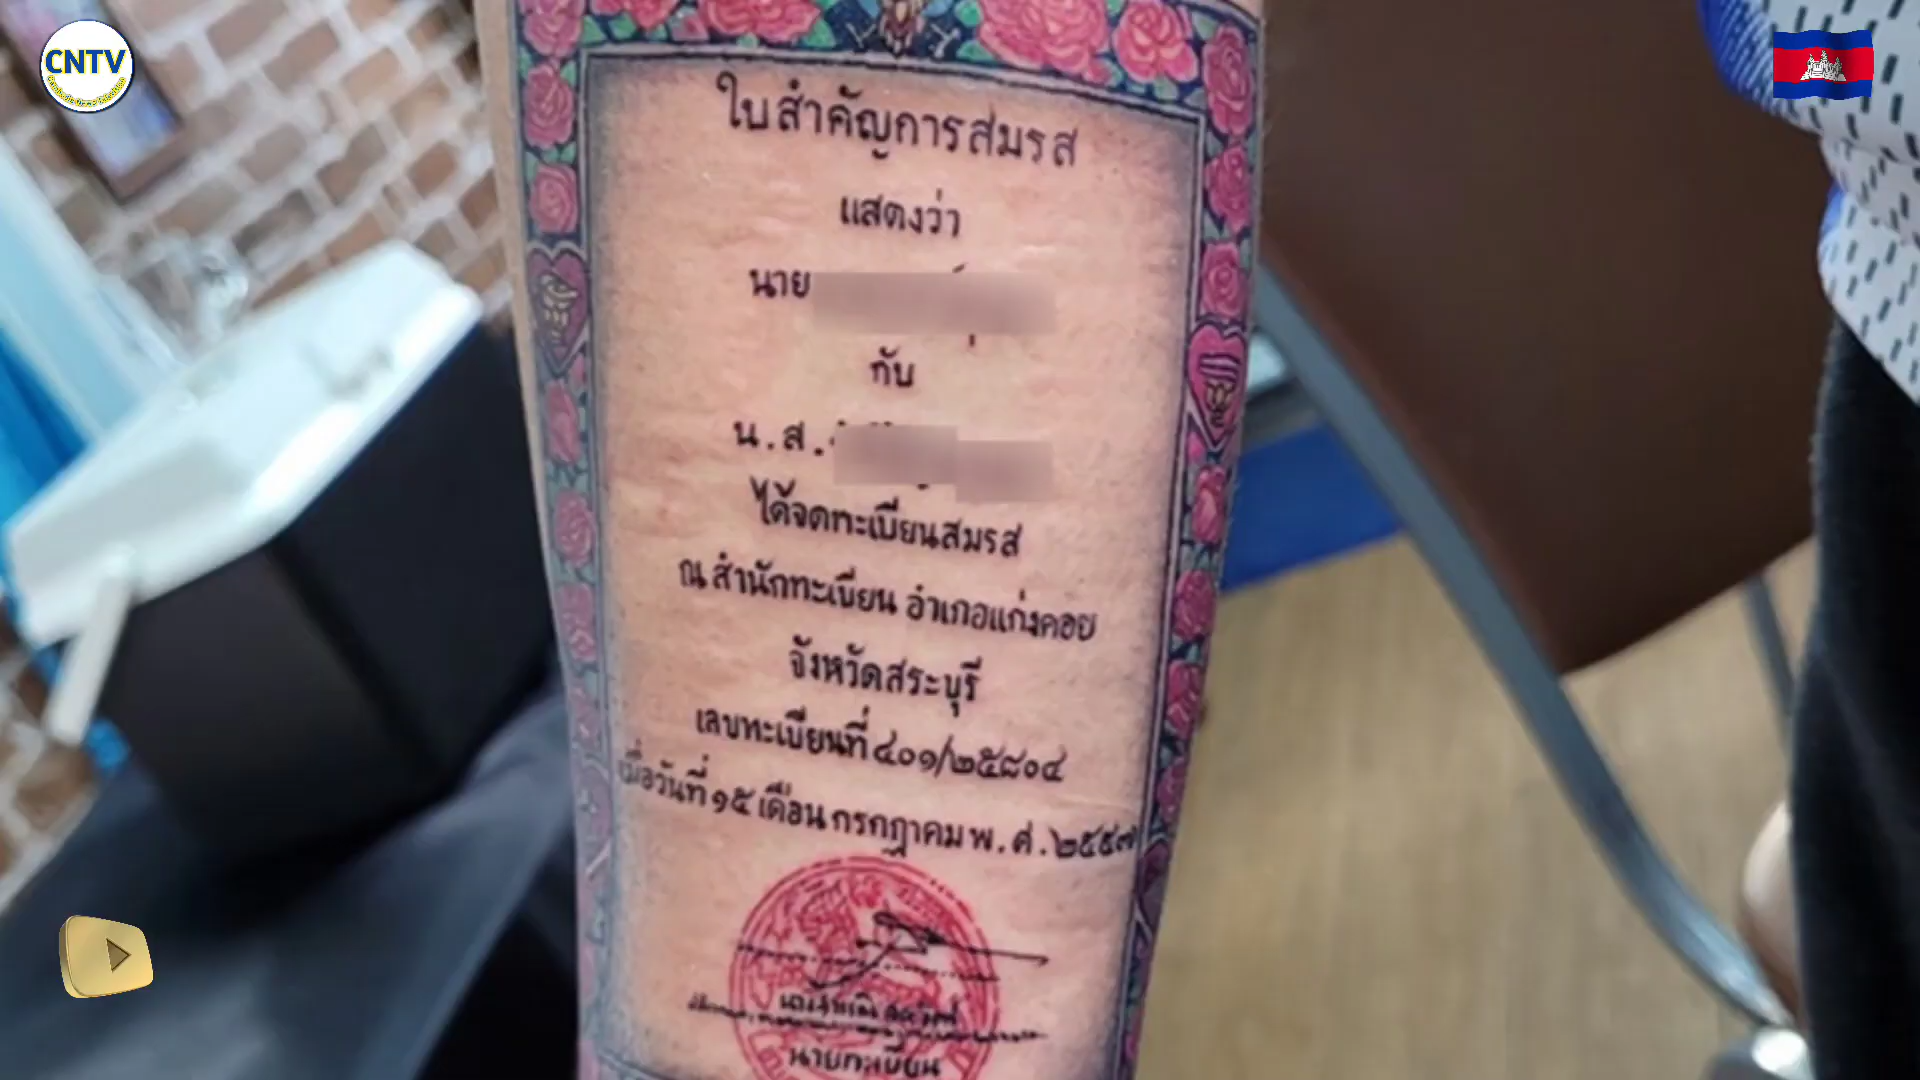 CNTV
ใบสำคัญการสมรส
แสดงว่า
นาย
กับ
น.ส.
ได้จดทะเบียนสมรส
ณ สำนักทะเบียน อำเภอแก่งคอย
จังหวัดสระบุรี
เลขทะเบียนที่ ๔๐๑/๒๕๘๐๔
เมื่อวันที่ ๑๕ เดือน กรกฎาคม พ.ศ. ๒๕๕๗
นายทะเบียน